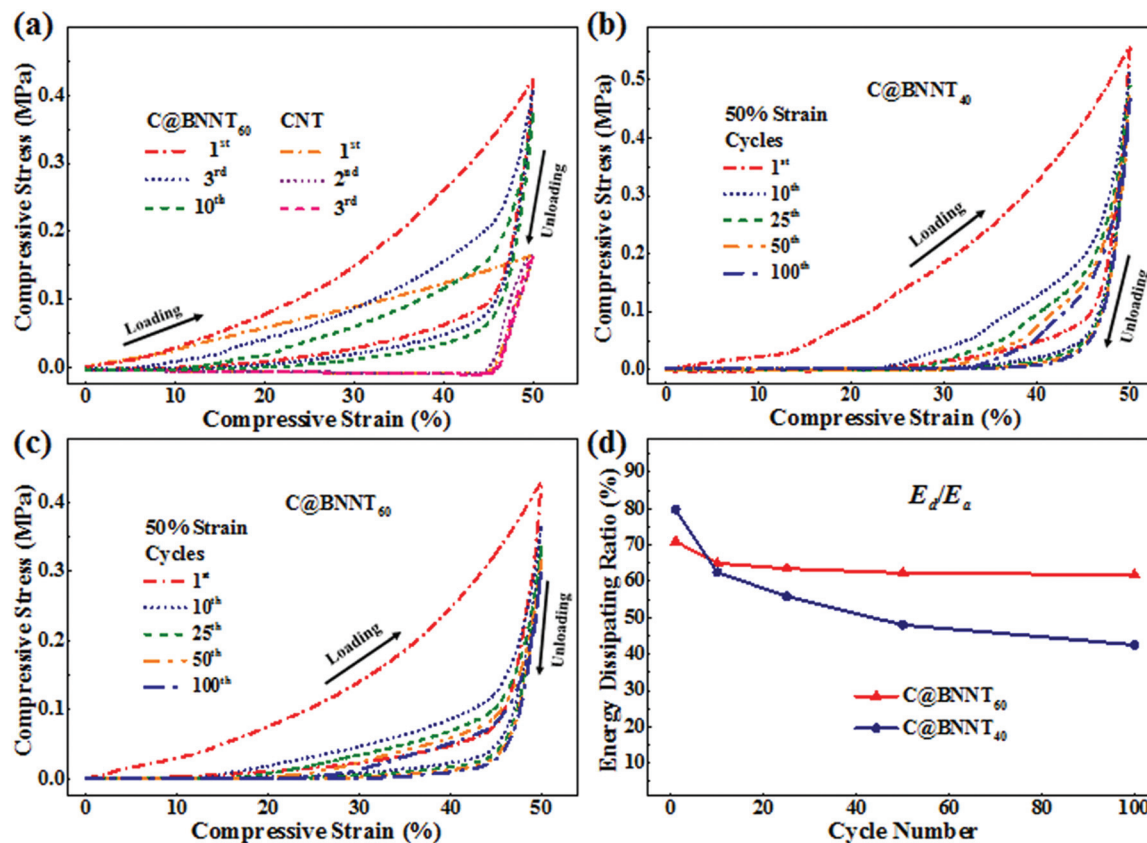 (a)
Compressive Stress (MPa)
0.4
0.3
0.2
0.1
0.0
C@BNNT60 CNT
1st 1st
3rd 2nd
10th 3rd
Loading
Unloading
0 10 20 30 40 50
Compressive Strain (%)
(b)
Compressive Stress (MPa)
0.5
0.4
0.3
0.2
0.1
0.0
C@BNNT40
50% Strain
Cycles
1st
10th
25th
50th
100th
Loading
Unloading
0 10 20 30 40 50
Compressive Strain (%)
(c)
Compressive Stress (MPa)
0.4
0.3
0.2
0.1
0.0
C@BNNT60
50% Strain
Cycles
1st
10th
25th
50th
100th
Loading
Unloading
0 10 20 30 40 50
Compressive Strain (%)
(d)
Energy Dissipating Ratio (%)
90
80
70
60
50
40
30
20
10
Ed/Ea
C@BNNT60
C@BNNT40
0 20 40 60 80 100
Cycle Number